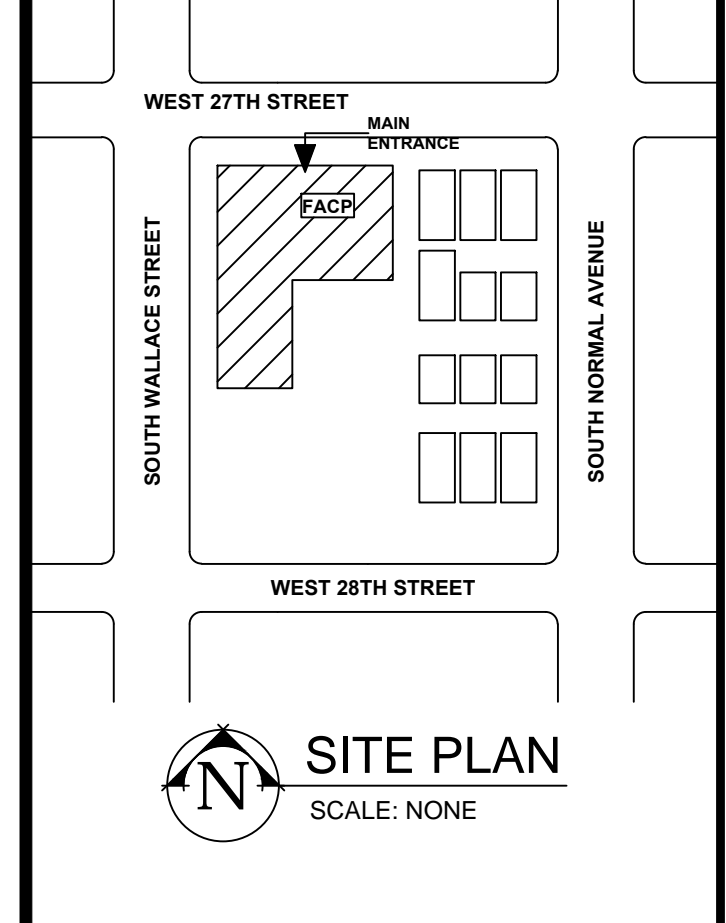 WEST 27TH STREET
MAIN
ENTRANCE
FACP
SOUTH WALLACE STREET
SOUTH NORMAL AVENUE
WEST 28TH STREET
N
SITE PLAN
SCALE: NONE